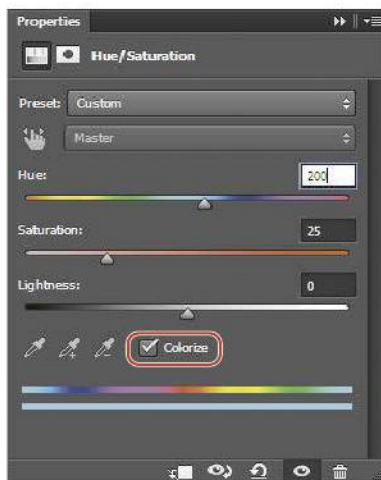 Properties
Hue/Saturation
Preset: Custom
Master
Hue:
200
Saturation:
25
Lightness:
0
Colorize